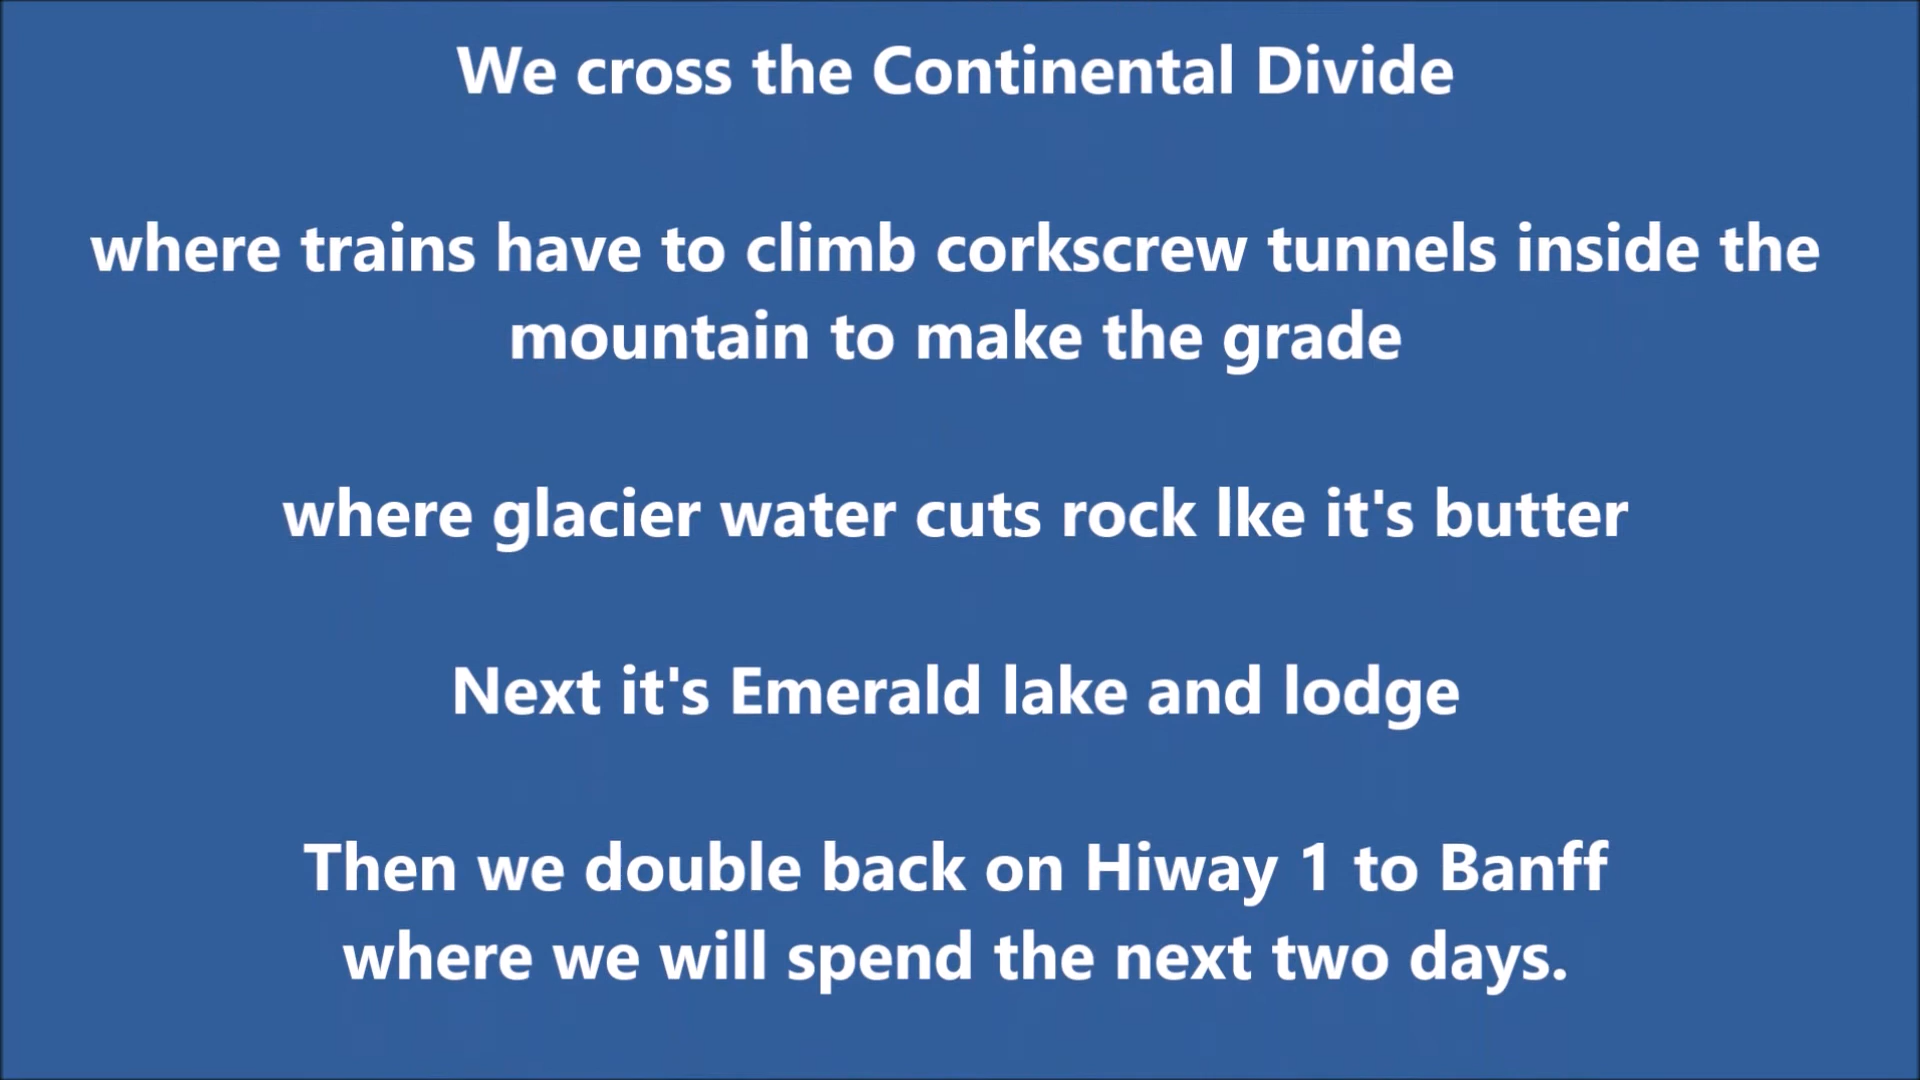 We cross the Continental Divide
where trains have to climb corkscrew tunnels inside the
mountain to make the grade
where glacier water cuts rock lke it's butter
Next it's Emerald lake and lodge
Then we double back on Hiway 1 to Banff
where we will spend the next two days.